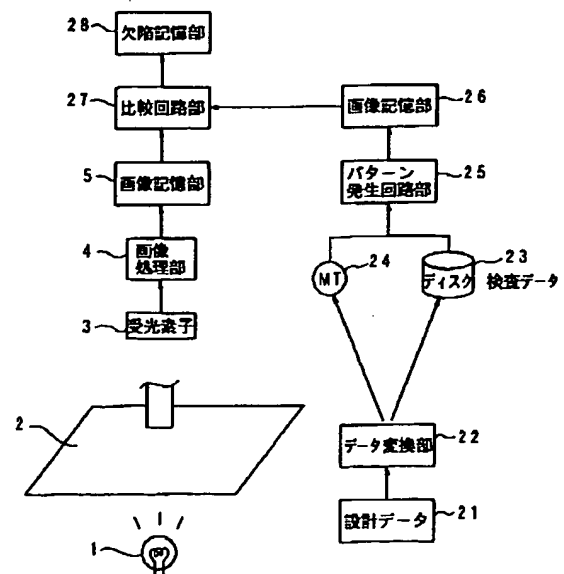 28 欠陥記憶部
27 比較回路部
画像記憶部 26
5 画像記憶部
パターン
発生回路部 25
4 画像
処理部
MT 24
ディスク 23 検査データ
3 受光素子
2
データ変換部 22
設計データ 21
1